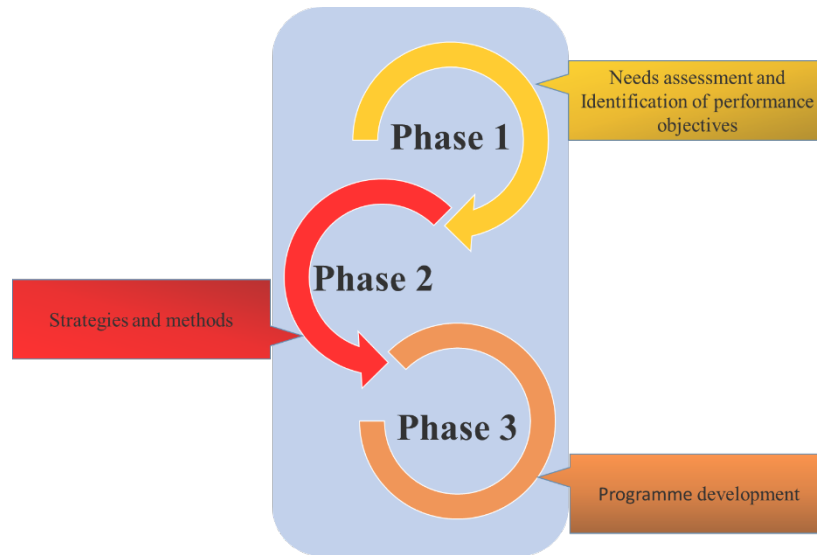 Needs assessment and
Identification of performance
objectives
Phase 1
Phase 2
Strategies and methods
Phase 3
Programme development